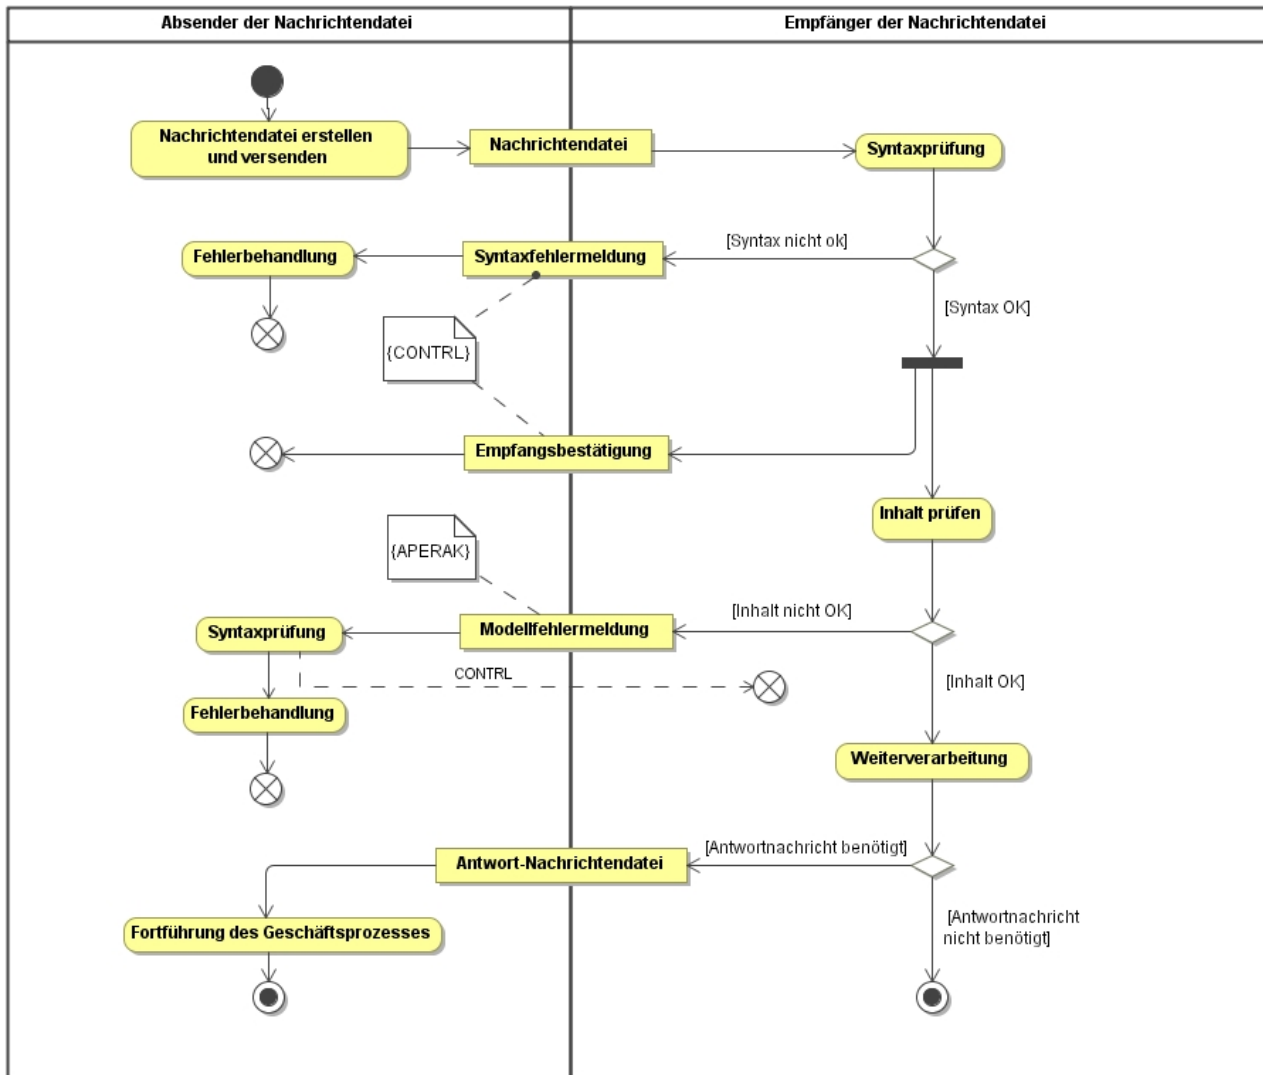 Absender der Nachrichtendatei
Empfänger der Nachrichtendatei
Nachrichtendatei erstellen
und versenden
Nachrichtendatei
Syntaxprüfung
[Syntax nicht ok]
Syntaxfehlermeldung
Fehlerbehandlung
[Syntax OK]
{CONTRL}
Empfangsbestätigung
Inhalt prüfen
{APERAK}
[Inhalt nicht OK]
Modellfehlermeldung
Syntaxprüfung
CONTRL
[Inhalt OK]
Fehlerbehandlung
Weiterverarbeitung
[Antwortnachricht benötigt]
Antwort-Nachrichtendatei
[Antwortnachricht
nicht benötigt]
Fortführung des Geschäftsprozesses